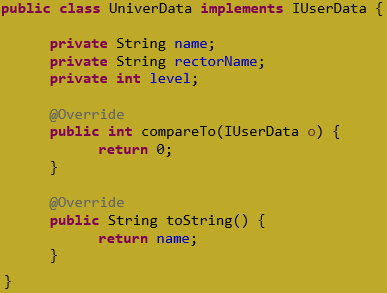 public class UniverData implements IUserData {
private String name;
private String rectorName;
private int level;
@Override
public int compareTo(IUserData o) {
return 0;
}
@Override
public String toString() {
return name;
}
}